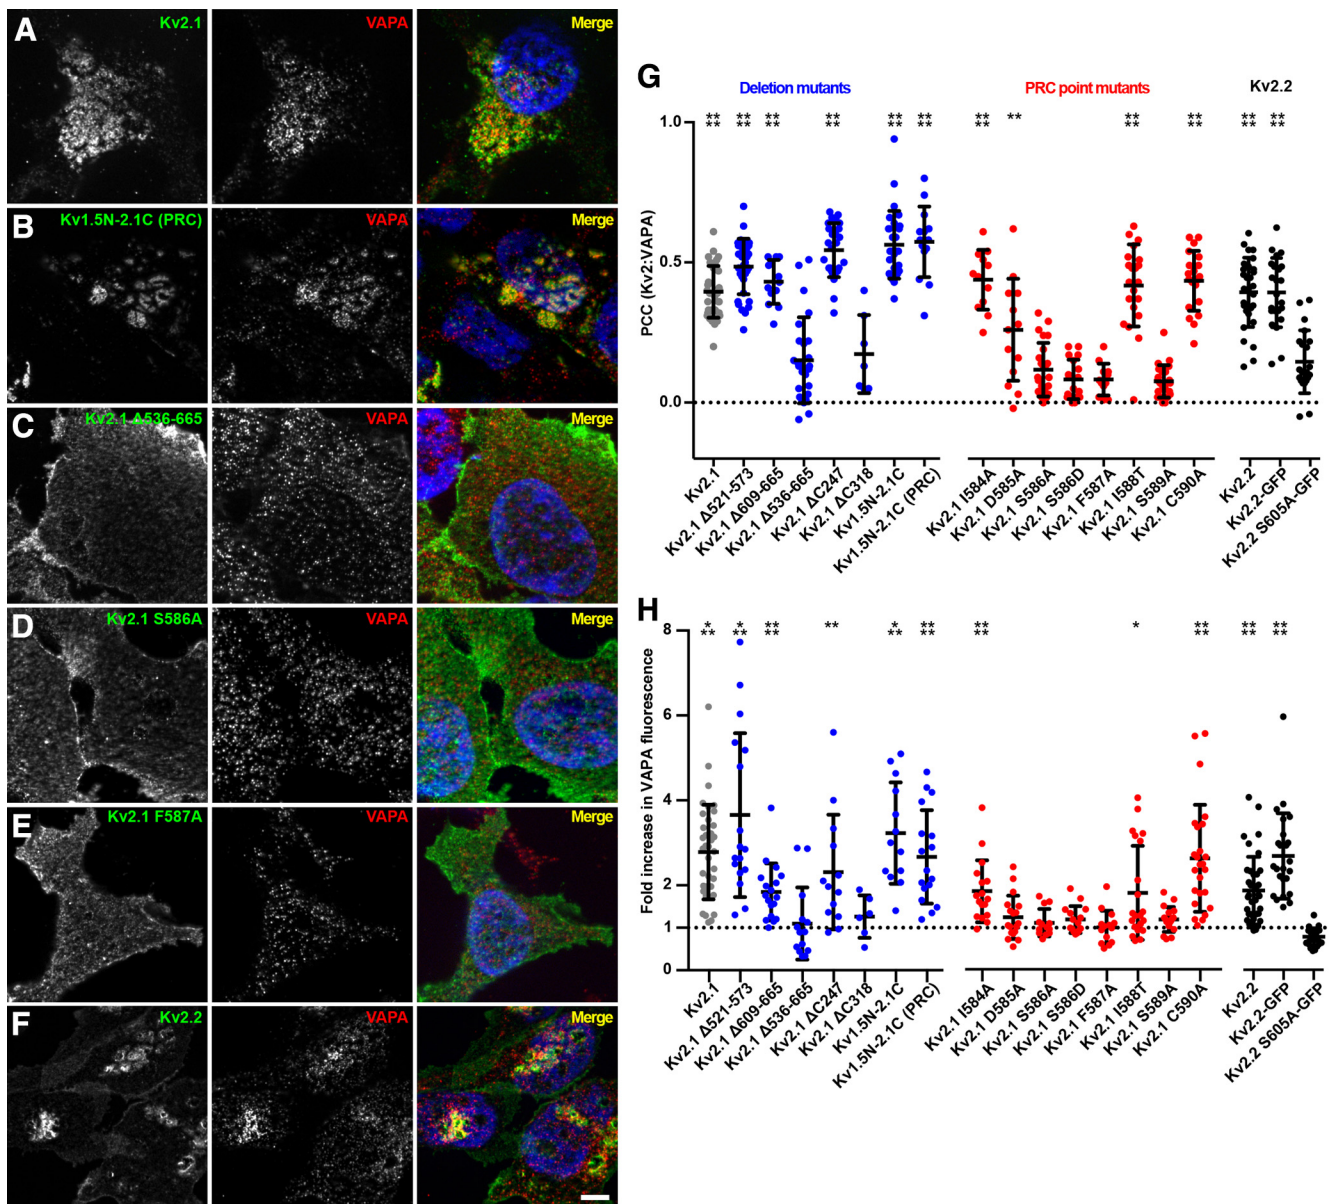 A
Kv2.1
VAPA
Merge
B
Kv1.5N-2.1C (PRC)
VAPA
Merge
C
Kv2.1 Δ536-665
VAPA
Merge
D
Kv2.1 S586A
VAPA
Merge
E
Kv2.1 F587A
VAPA
Merge
F
Kv2.2
VAPA
Merge
G
Deletion mutants
PRC point mutants
Kv2.2
** ** ** ** ** ** ** ** ** ** ** **
** ** ** ** ** ** ** ** ** ** **
PCC (Kv2:VAPA)
1.0
0.5
0.0
Kv2.1
Kv2.1 Δ521-573
Kv2.1 Δ609-665
Kv2.1 Δ536-665
Kv2.1 ΔC247
Kv2.1 ΔC318
Kv1.5N-2.1C
Kv1.5N-2.1C (PRC)
Kv2.1 I584A
Kv2.1 D585A
Kv2.1 S586A
Kv2.1 S586D
Kv2.1 F587A
Kv2.1 I588T
Kv2.1 S589A
Kv2.1 C590A
Kv2.2
Kv2.2-GFP
Kv2.2 S605A-GFP
H
* * ** ** * ** ** * ** ** **
** ** ** ** ** ** ** ** **
Fold increase in VAPA fluorescence
8
6
4
2
1
0
Kv2.1
Kv2.1 Δ521-573
Kv2.1 Δ609-665
Kv2.1 Δ536-665
Kv2.1 ΔC247
Kv2.1 ΔC318
Kv1.5N-2.1C
Kv1.5N-2.1C (PRC)
Kv2.1 I584A
Kv2.1 D585A
Kv2.1 S586A
Kv2.1 S586D
Kv2.1 F587A
Kv2.1 I588T
Kv2.1 S589A
Kv2.1 C590A
Kv2.2
Kv2.2-GFP
Kv2.2 S605A-GFP